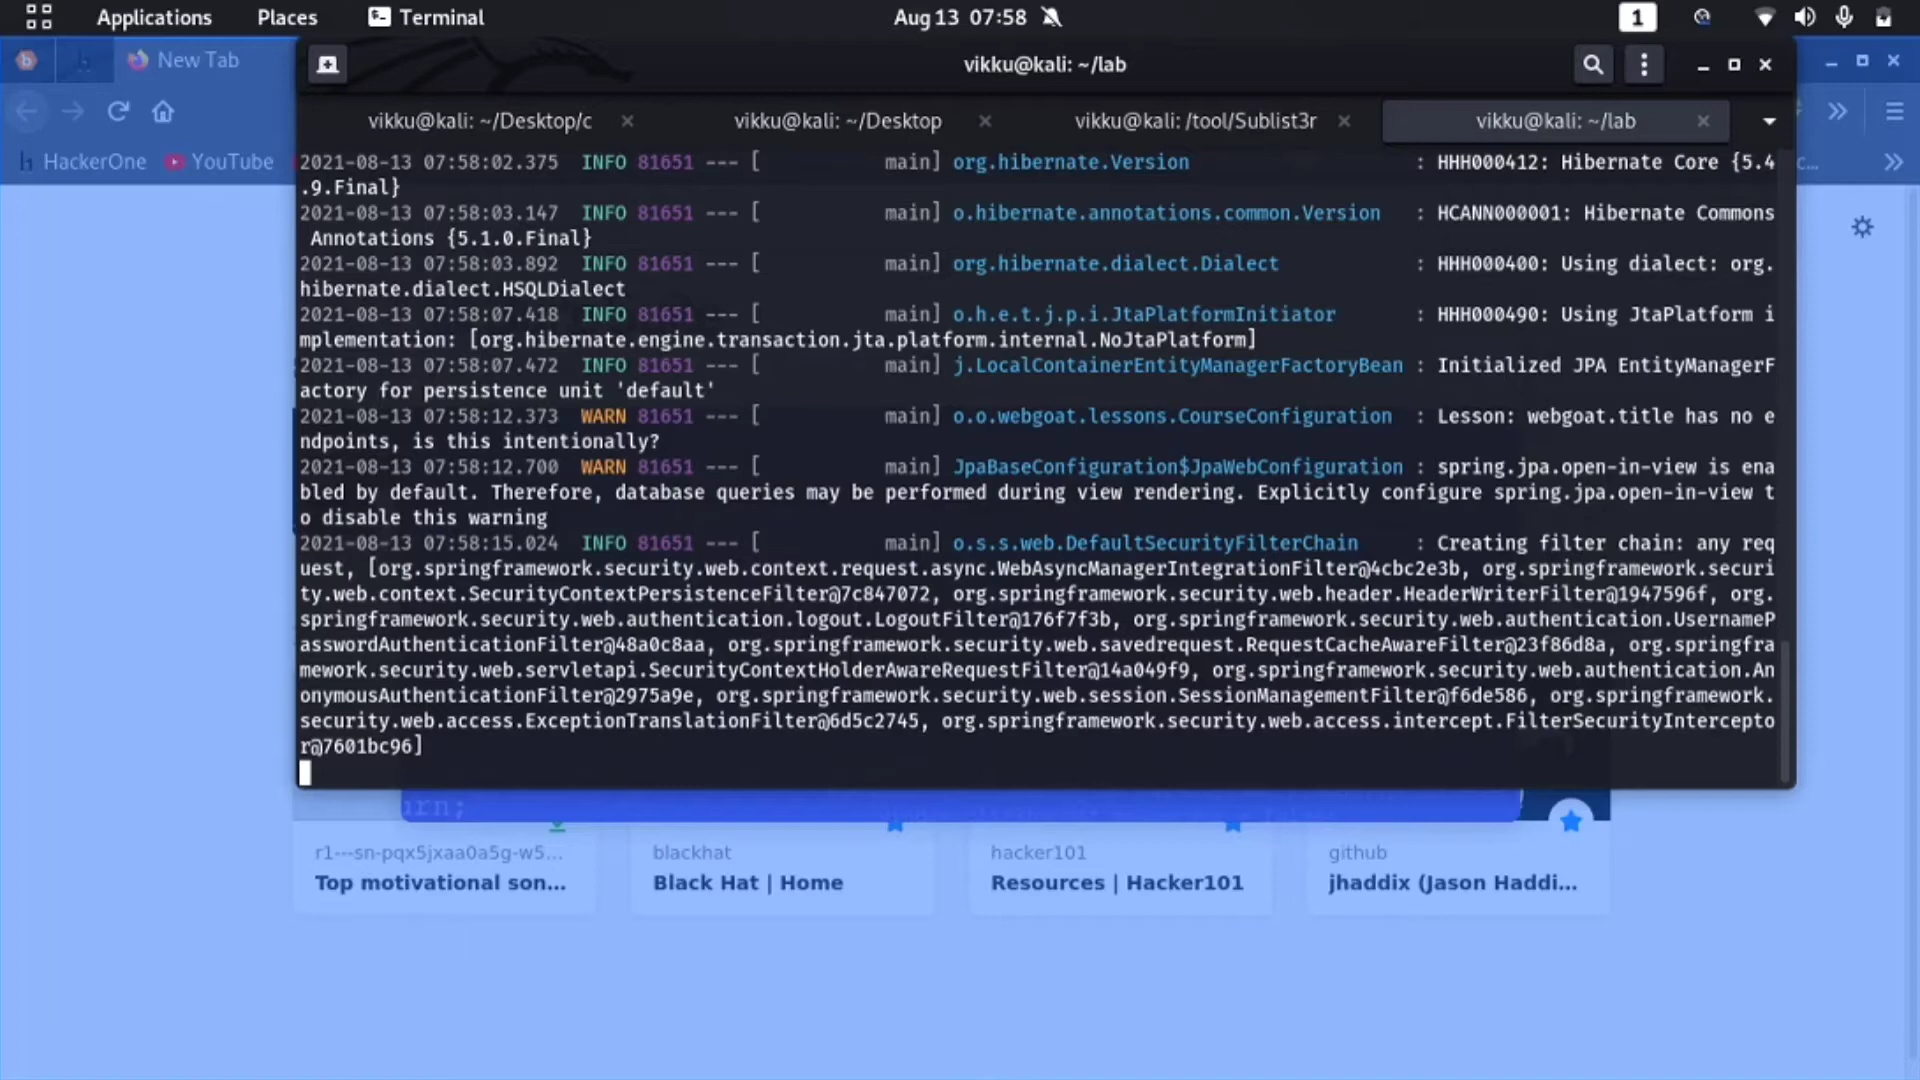 Applications Places Terminal Aug 13 07:58 1
New Tab
vikku@kali: ~/lab
vikku@kali: ~/Desktop/c vikku@kali: ~/Desktop vikku@kali: /tool/Sublist3r vikku@kali: ~/lab
HackerOne YouTube
2021-08-13 07:58:02.375 INFO 81651 --- [ main] org.hibernate.Version : HHH000412: Hibernate Core {5.4
.9.Final}
2021-08-13 07:58:03.147 INFO 81651 --- [ main] o.hibernate.annotations.common.Version : HCANN000001: Hibernate Commons
Annotations {5.1.0.Final}
2021-08-13 07:58:03.892 INFO 81651 --- [ main] org.hibernate.dialect.Dialect : HHH000400: Using dialect: org.
hibernate.dialect.HSQLDialect
2021-08-13 07:58:07.418 INFO 81651 --- [ main] o.h.e.t.j.p.i.JtaPlatformInitiator : HHH000490: Using JtaPlatform i
mplementation: [org.hibernate.engine.transaction.jta.platform.internal.NoJtaPlatform]
2021-08-13 07:58:07.472 INFO 81651 --- [ main] j.LocalContainerEntityManagerFactoryBean : Initialized JPA EntityManagerF
actory for persistence unit 'default'
2021-08-13 07:58:12.373 WARN 81651 --- [ main] o.o.webgoat.lessons.CourseConfiguration : Lesson: webgoat.title has no e
ndpoints, is this intentionally?
2021-08-13 07:58:12.700 WARN 81651 --- [ main] JpaBaseConfiguration$JpaWebConfiguration : spring.jpa.open-in-view is ena
bled by default. Therefore, database queries may be performed during view rendering. Explicitly configure spring.jpa.open-in-view t
o disable this warning
2021-08-13 07:58:15.024 INFO 81651 --- [ main] o.s.s.web.DefaultSecurityFilterChain : Creating filter chain: any req
uest, [org.springframework.security.web.context.request.async.WebAsyncManagerIntegrationFilter@4cbc2e3b, org.springframework.securi
ty.web.context.SecurityContextPersistenceFilter@7c847072, org.springframework.security.web.header.HeaderWriterFilter@1947596f, org.
springframework.security.web.authentication.logout.LogoutFilter@176f7f3b, org.springframework.security.web.authentication.UsernameP
asswordAuthenticationFilter@48a0c8aa, org.springframework.security.web.savedrequest.RequestCacheAwareFilter@23f86d8a, org.springfra
mework.security.web.servletapi.SecurityContextHolderAwareRequestFilter@14a049f9, org.springframework.security.web.authentication.An
onymousAuthenticationFilter@2975a9e, org.springframework.security.web.session.SessionManagementFilter@f6de586, org.springframework.
security.web.access.ExceptionTranslationFilter@6d5c2745, org.springframework.security.web.access.intercept.FilterSecurityIntercepto
r@7601bc96]
urn;
r1---sn-pqx5jxaa0a5g-w5... blackhat hacker101 github
Top motivational son... Black Hat | Home Resources | Hacker101 jhaddix (Jason Haddi...